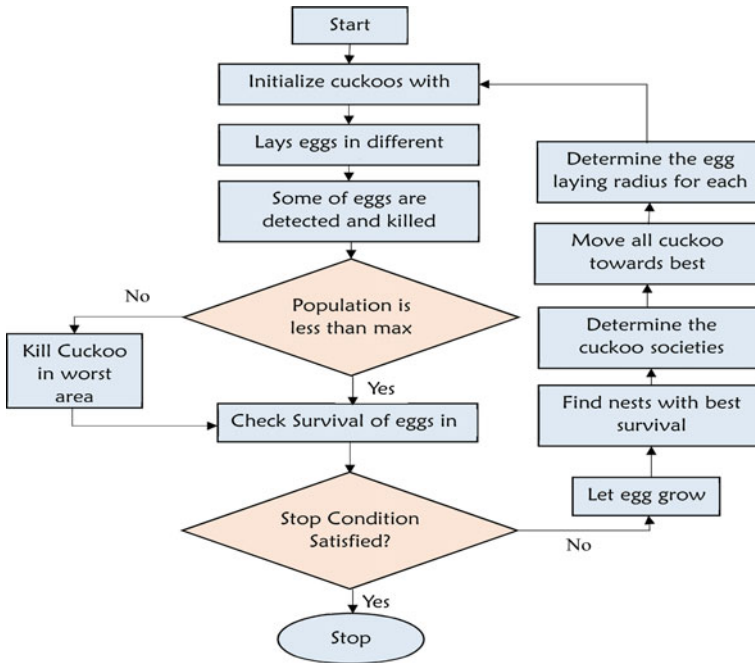 Start
Initialize cuckoos with
Lays eggs in different
Some of eggs are
detected and killed
Population is
less than max
No
Kill Cuckoo
in worst
area
Yes
Check Survival of eggs in
Stop Condition
Satisfied?
No
Let egg grow
Find nests with best
survival
Determine the
cuckoo societies
Move all cuckoo
towards best
Determine the egg
laying radius for each
Yes
Stop